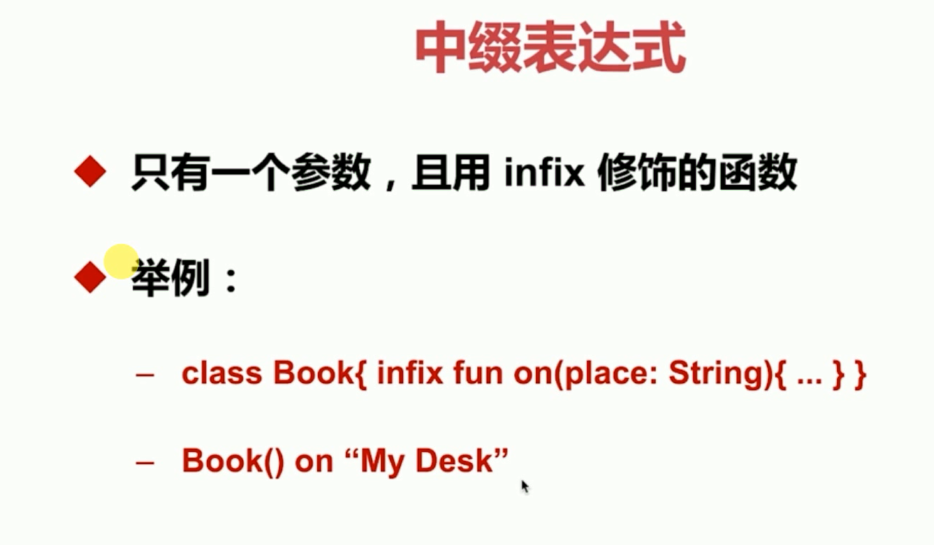 中缀表达式
只有一个参数，且用 infix 修饰的函数
举例：
– class Book{ infix fun on(place: String){ ... } }
– Book() on “My Desk”